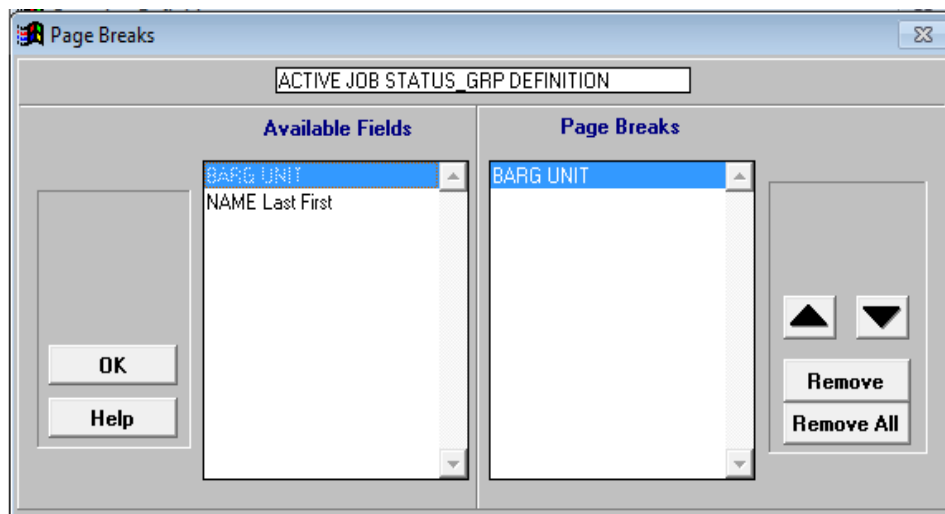 Page Breaks
ACTIVE JOB STATUS_GRP DEFINITION
Available Fields
Page Breaks
BARG UNIT
NAME Last First
BARG UNIT
OK
Help
Remove
Remove All